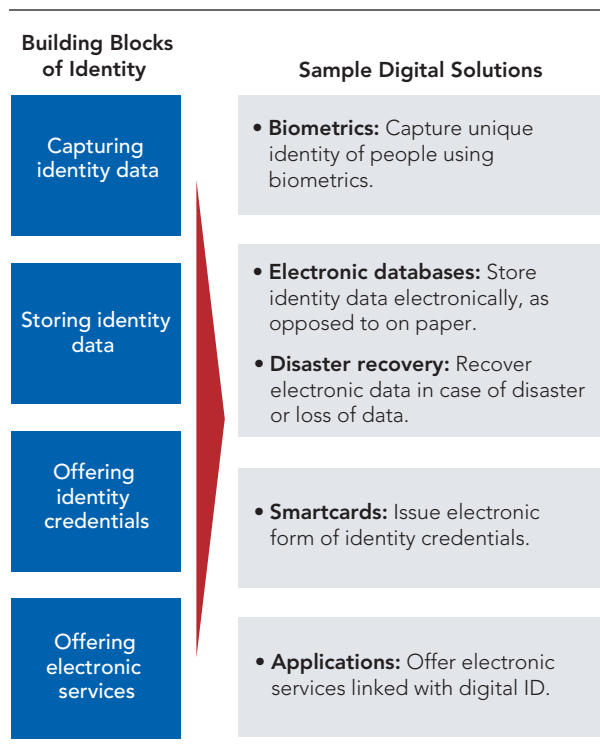 Building Blocks
of Identity
Sample Digital Solutions
Capturing
identity data
• Biometrics: Capture unique
identity of people using
biometrics.
Storing identity
data
• Electronic databases: Store
identity data electronically, as
opposed to on paper.
• Disaster recovery: Recover
electronic data in case of disaster
or loss of data.
Offering
identity
credentials
• Smartcards: Issue electronic
form of identity credentials.
Offering
electronic
services
• Applications: Offer electronic
services linked with digital ID.